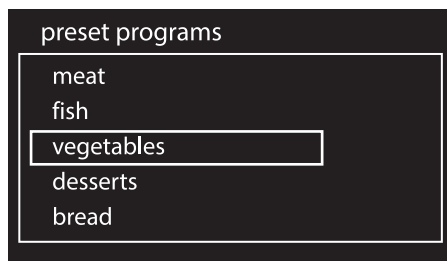 preset programs
meat
fish
vegetables
desserts
bread